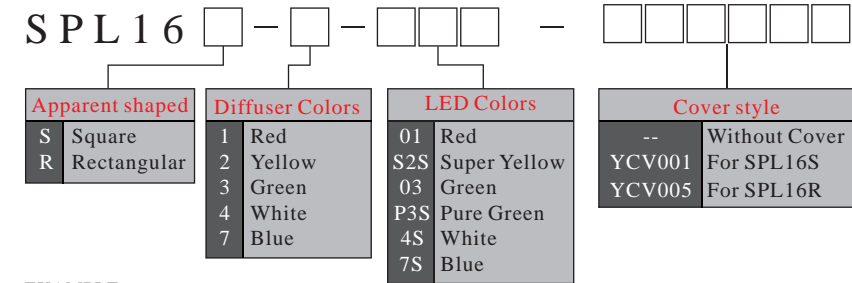 SPL16 - - -
Apparent shaped
S Square
R Rectangular
Diffuser Colors
1 Red
2 Yellow
3 Green
4 White
7 Blue
LED Colors
01 Red
S2S Super Yellow
03 Green
P3S Pure Green
4S White
7S Blue
Cover style
-- Without Cover
YCV001 For SPL16S
YCV005 For SPL16R